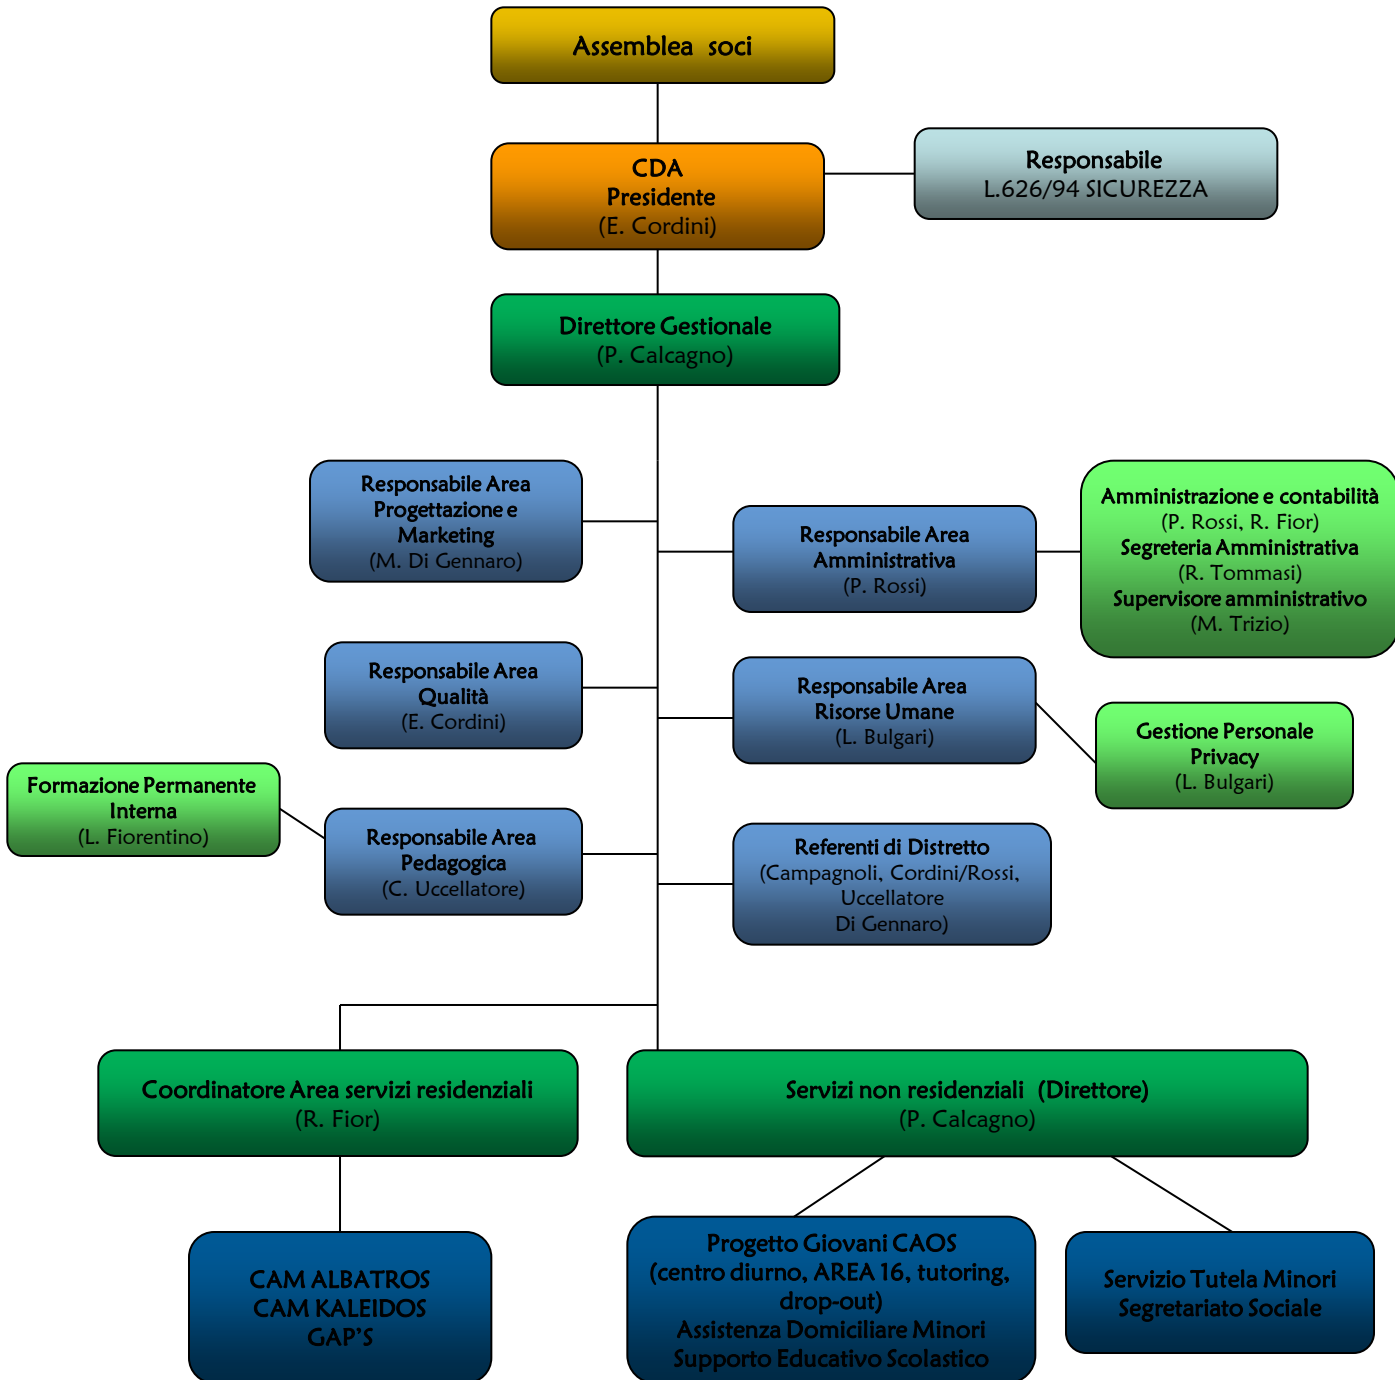 Assemblea soci
CDA
Presidente
(E. Cordini)
Responsabile
L.626/94 SICUREZZA
Direttore Gestionale
(P. Calcagno)
Responsabile Area
Progettazione e
Marketing
(M. Di Gennaro)
Responsabile Area
Amministrativa
(P. Rossi)
Amministrazione e contabilità
(P. Rossi, R. Fior)
Segreteria Amministrativa
(R. Tommasi)
Supervisore amministrativo
(M. Trizio)
Responsabile Area
Qualità
(E. Cordini)
Responsabile Area
Risorse Umane
(L. Bulgari)
Gestione Personale
Privacy
(L. Bulgari)
Formazione Permanente
Interna
(L. Fiorentino)
Responsabile Area
Pedagogica
(C. Uccellatore)
Referenti di Distretto
(Campagnoli, Cordini/Rossi,
Uccellatore
Di Gennaro)
Coordinatore Area servizi residenziali
(R. Fior)
Servizi non residenziali (Direttore)
(P. Calcagno)
CAM ALBATROS
CAM KALEIDOS
GAP’S
Progetto Giovani CAOS
(centro diurno, AREA 16, tutoring,
drop-out)
Assistenza Domiciliare Minori
Supporto Educativo Scolastico
Servizio Tutela Minori
Segretariato Sociale